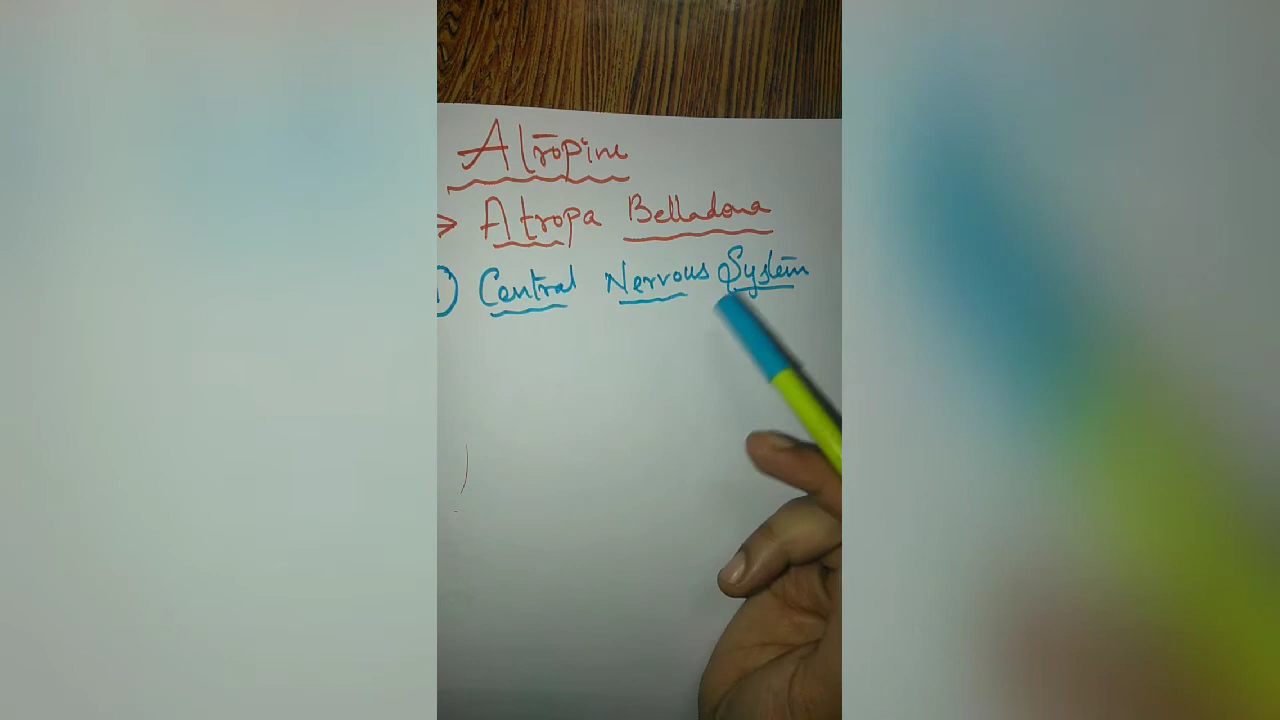 Atropine
→ Atropa Belladona
1) Central Nervous System